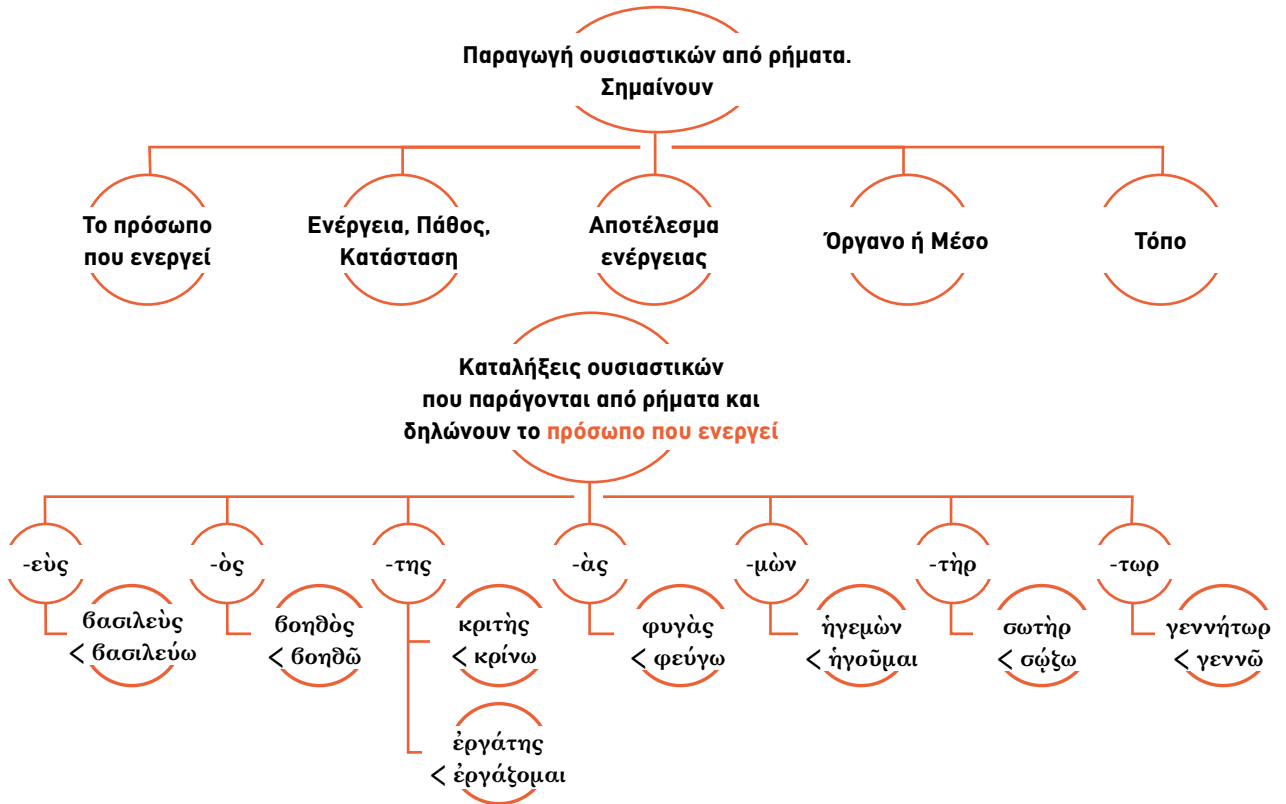 Παραγωγή ουσιαστικών από ρήματα.
Σημαίνουν
Το πρόσωπο
που ενεργεί
Ενέργεια, Πάθος,
Κατάσταση
Αποτέλεσμα
ενέργειας
Όργανο ή Μέσο
Τόπο
Καταλήξεις ουσιαστικών
που παράγονται από ρήματα και
δηλώνουν το πρόσωπο που ενεργεί
-εὺς
-ὸς
-της
-ὰς
-μὼν
-τὴρ
-τωρ
βασιλεὺς
< βασιλεύω
βοηθὸς
< βοηθῶ
κριτὴς
< κρίνω
φυγὰς
< φεύγω
ἡγεμὼν
< ἡγοῦμαι
σωτὴρ
< σῴζω
γεννήτωρ
< γεννῶ
ἐργάτης
< ἐργάζομαι